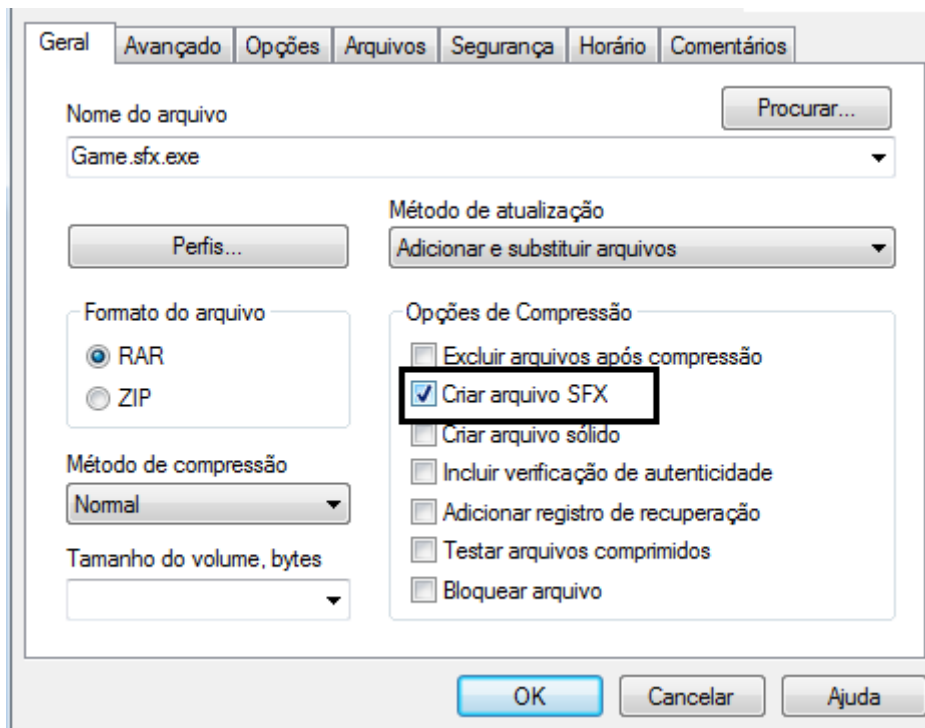 Geral Avançado Opções Arquivos Segurança Horário Comentários
Nome do arquivo
Procurar...
Game.sfx.exe
Método de atualização
Perfis...
Adicionar e substituir arquivos
Formato do arquivo
RAR
ZIP
Opções de Compressão
Excluir arquivos após compressão
Criar arquivo SFX
Criar arquivo sólido
Incluir verificação de autenticidade
Adicionar registro de recuperação
Testar arquivos comprimidos
Bloquear arquivo
Método de compressão
Normal
Tamanho do volume, bytes
OK Cancelar Ajuda